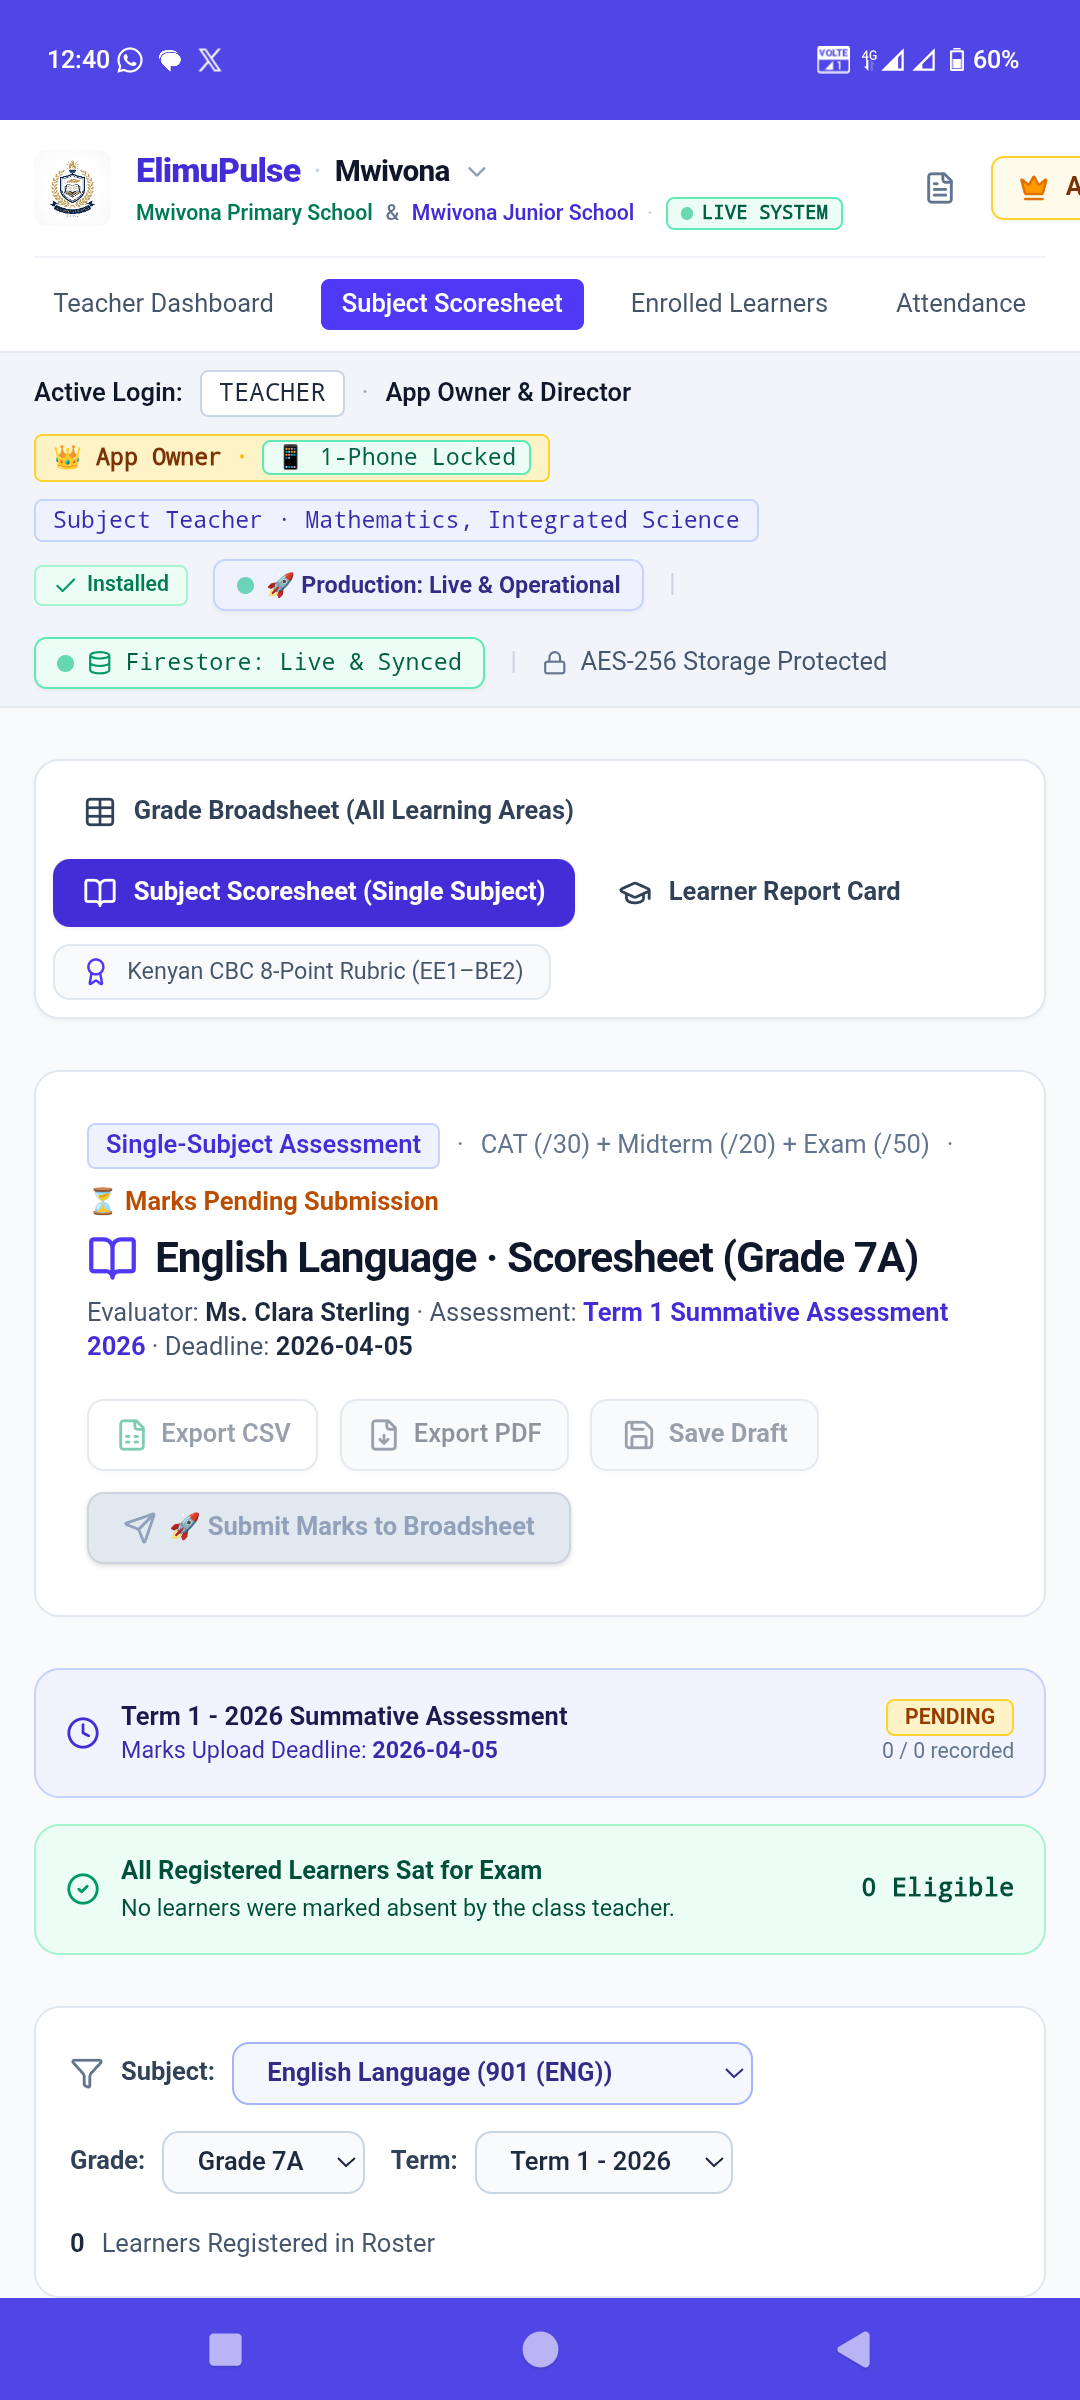 12:40
VOLTE 1 4G 60%
ElimuPulse · Mwivona
Mwivona Primary School & Mwivona Junior School · LIVE SYSTEM
A
Teacher Dashboard Subject Scoresheet Enrolled Learners Attendance
Active Login: TEACHER · App Owner & Director
👑 App Owner · 📱 1-Phone Locked
Subject Teacher · Mathematics, Integrated Science
Installed 🚀 Production: Live & Operational |
Firestore: Live & Synced | AES-256 Storage Protected
Grade Broadsheet (All Learning Areas)
Subject Scoresheet (Single Subject) Learner Report Card
Kenyan CBC 8-Point Rubric (EE1–BE2)
Single-Subject Assessment · CAT (/30) + Midterm (/20) + Exam (/50) ·
⏳ Marks Pending Submission
English Language · Scoresheet (Grade 7A)
Evaluator: Ms. Clara Sterling · Assessment: Term 1 Summative Assessment
2026 · Deadline: 2026-04-05
Export CSV Export PDF Save Draft
🚀 Submit Marks to Broadsheet
Term 1 - 2026 Summative Assessment PENDING
Marks Upload Deadline: 2026-04-05 0 / 0 recorded
All Registered Learners Sat for Exam
0 Eligible
No learners were marked absent by the class teacher.
Subject: English Language (901 (ENG))
Grade: Grade 7A Term: Term 1 - 2026
0 Learners Registered in Roster